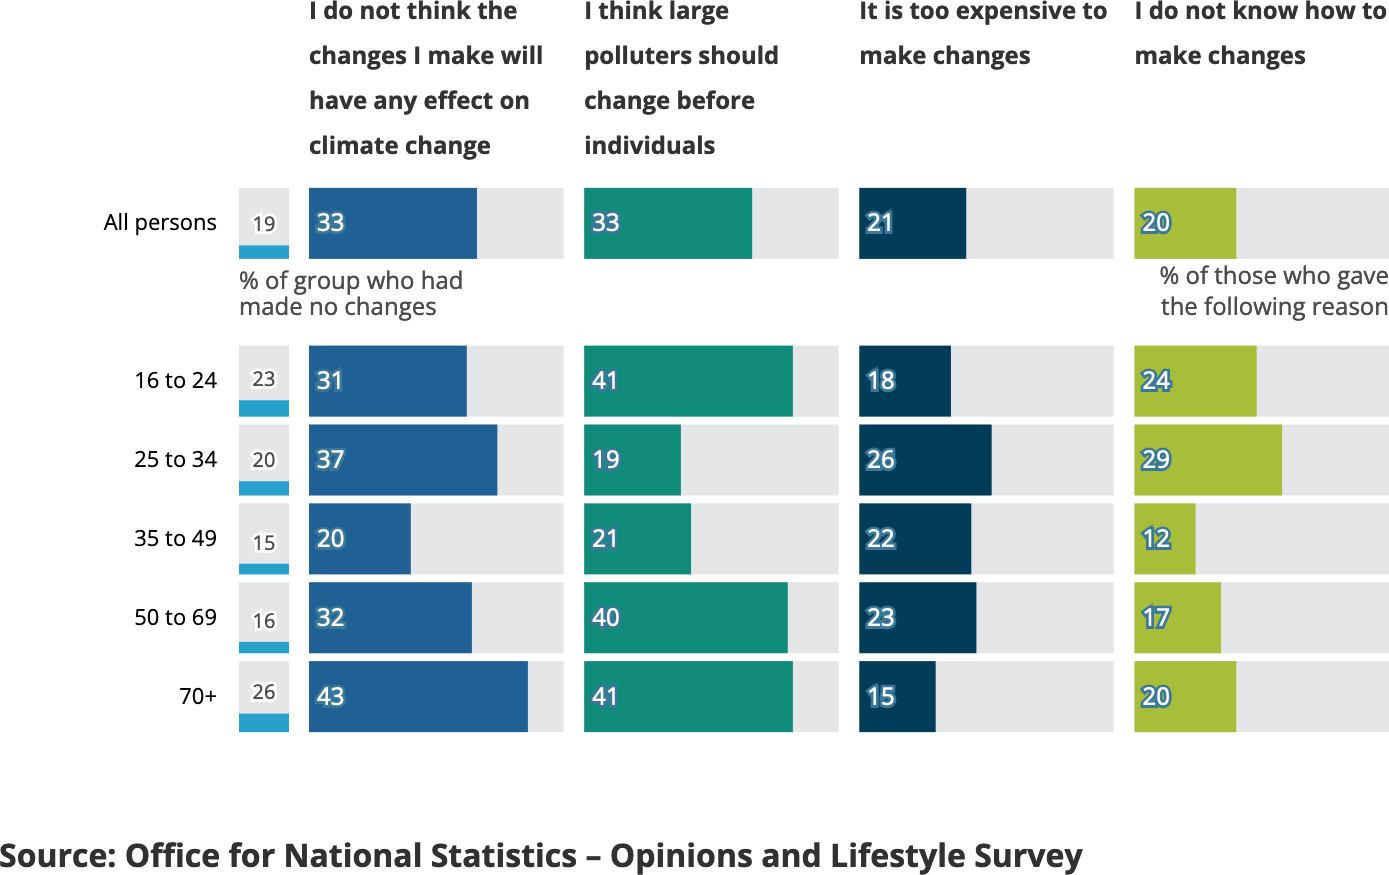 I do not think the
changes I make will
have any effect on
climate change
I think large
polluters should
change before
individuals
It is too expensive to
make changes
I do not know how to
make changes
All persons 19 33 33 21 20
% of group who had
made no changes
% of those who gave
the following reason
16 to 24 23 31 41 18 24
25 to 34 20 37 19 26 29
35 to 49 15 20 21 22 12
50 to 69 16 32 40 23 17
70+ 26 43 41 15 20
Source: Office for National Statistics – Opinions and Lifestyle Survey